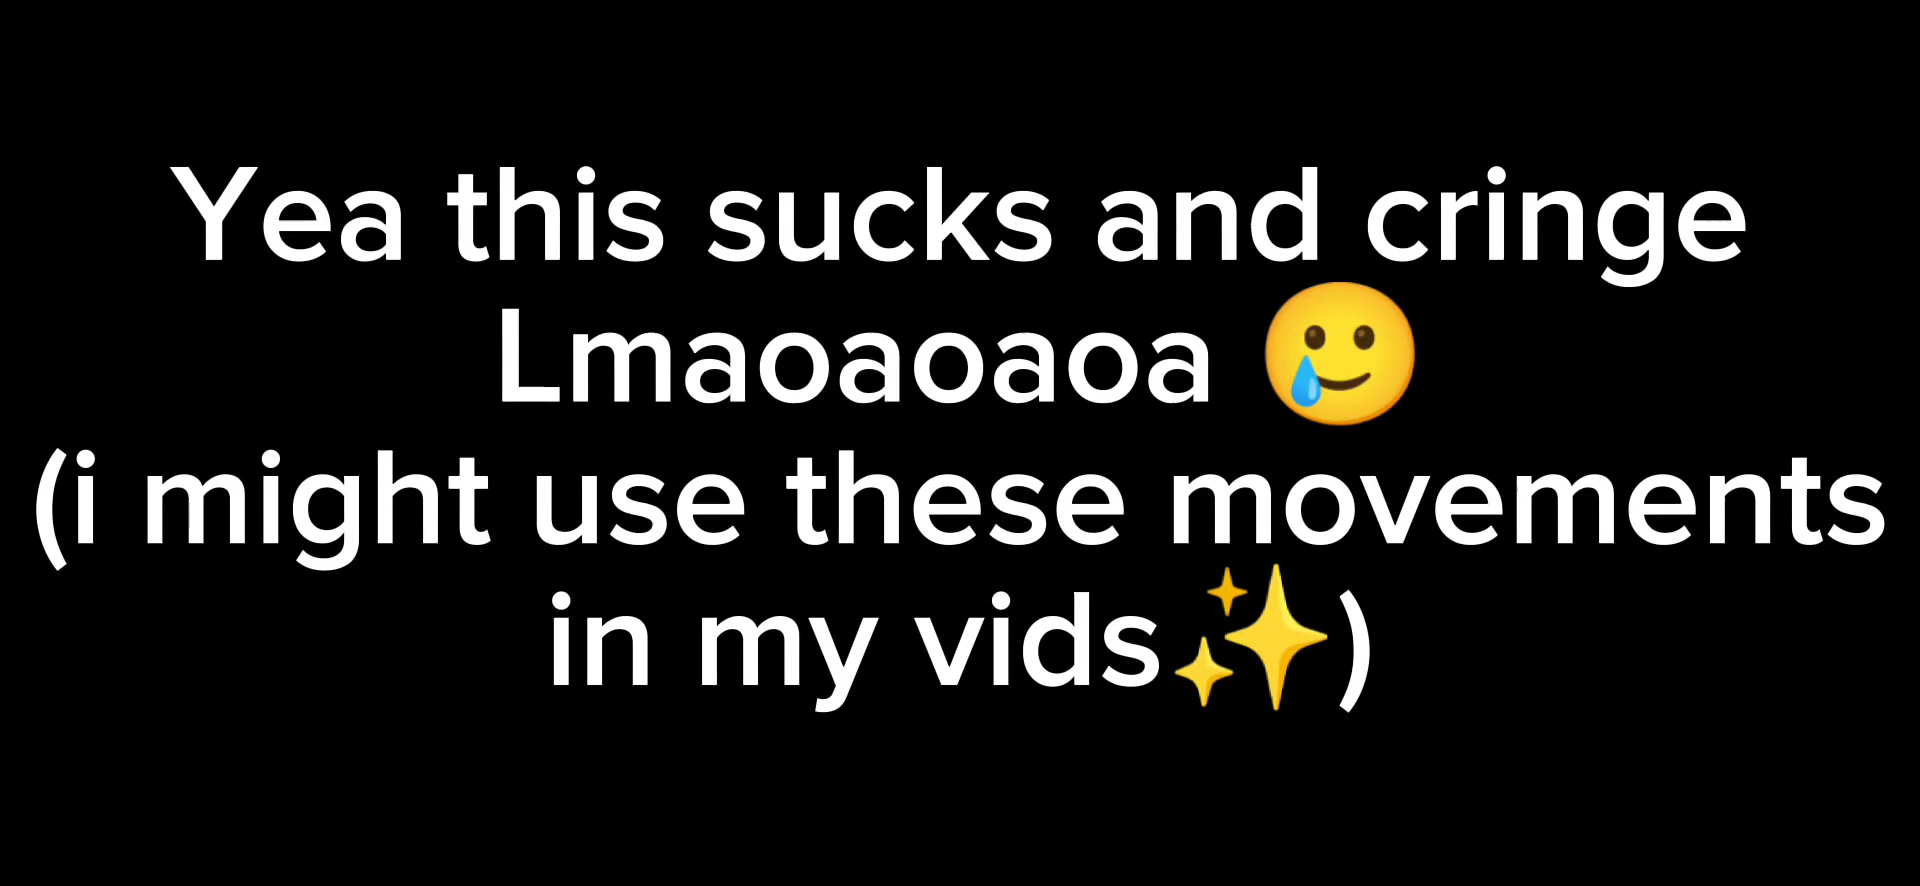 Yea this sucks and cringe
Lmaoaoaoa 🥲
(i might use these movements
in my vids✨)